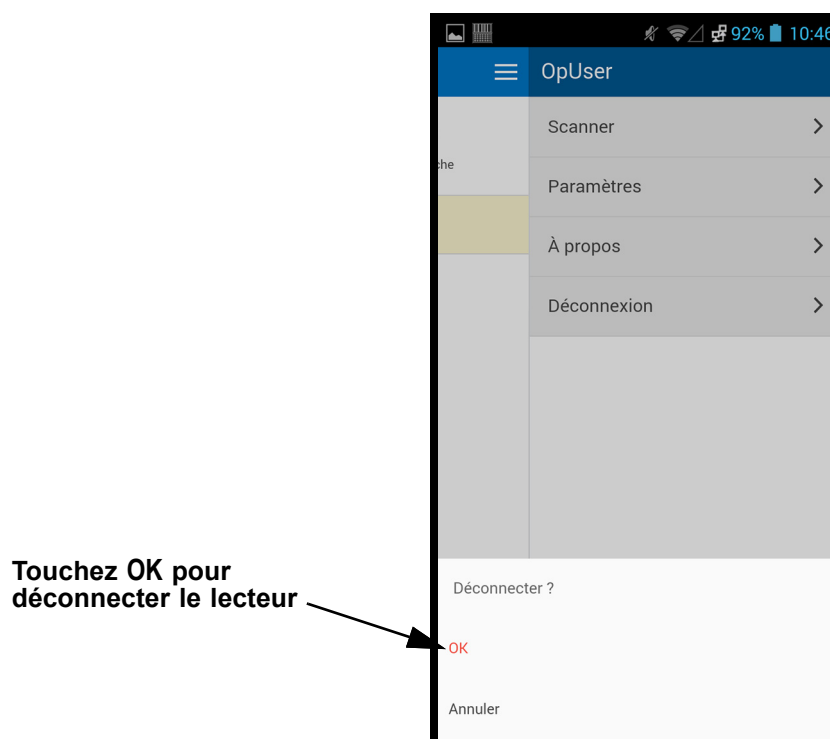 92% 10:46
OpUser
Scanner
che
Paramètres
À propos
Déconnexion
Touchez OK pour
déconnecter le lecteur
Déconnecter ?
OK
Annuler